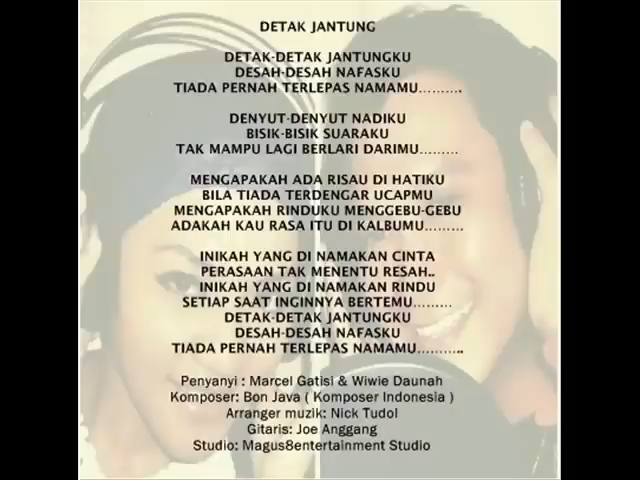 DETAK JANTUNG
DETAK-DETAK JANTUNGKU
DESAH-DESAH NAFASKU
TIADA PERNAH TERLEPAS NAMAMU……….
DENYUT-DENYUT NADIKU
BISIK-BISIK SUARAKU
TAK MAMPU LAGI BERLARI DARIMU………
MENGAPAKAH ADA RISAU DI HATIKU
BILA TIADA TERDENGAR UCAPMU
MENGAPAKAH RINDUKU MENGGEBU-GEBU
ADAKAH KAU RASA ITU DI KALBUMU………
INIKAH YANG DI NAMAKAN CINTA
PERASAAN TAK MENENTU RESAH..
INIKAH YANG DI NAMAKAN RINDU
SETIAP SAAT INGINNYA BERTEMU………
DETAK-DETAK JANTUNGKU
DESAH-DESAH NAFASKU
TIADA PERNAH TERLEPAS NAMAMU………..
Penyanyi : Marcel Gatisi & Wiwie Daunah
Komposer: Bon Java ( Komposer Indonesia )
Arranger muzik: Nick Tudol
Gitaris: Joe Anggang
Studio: Magus8entertainment Studio